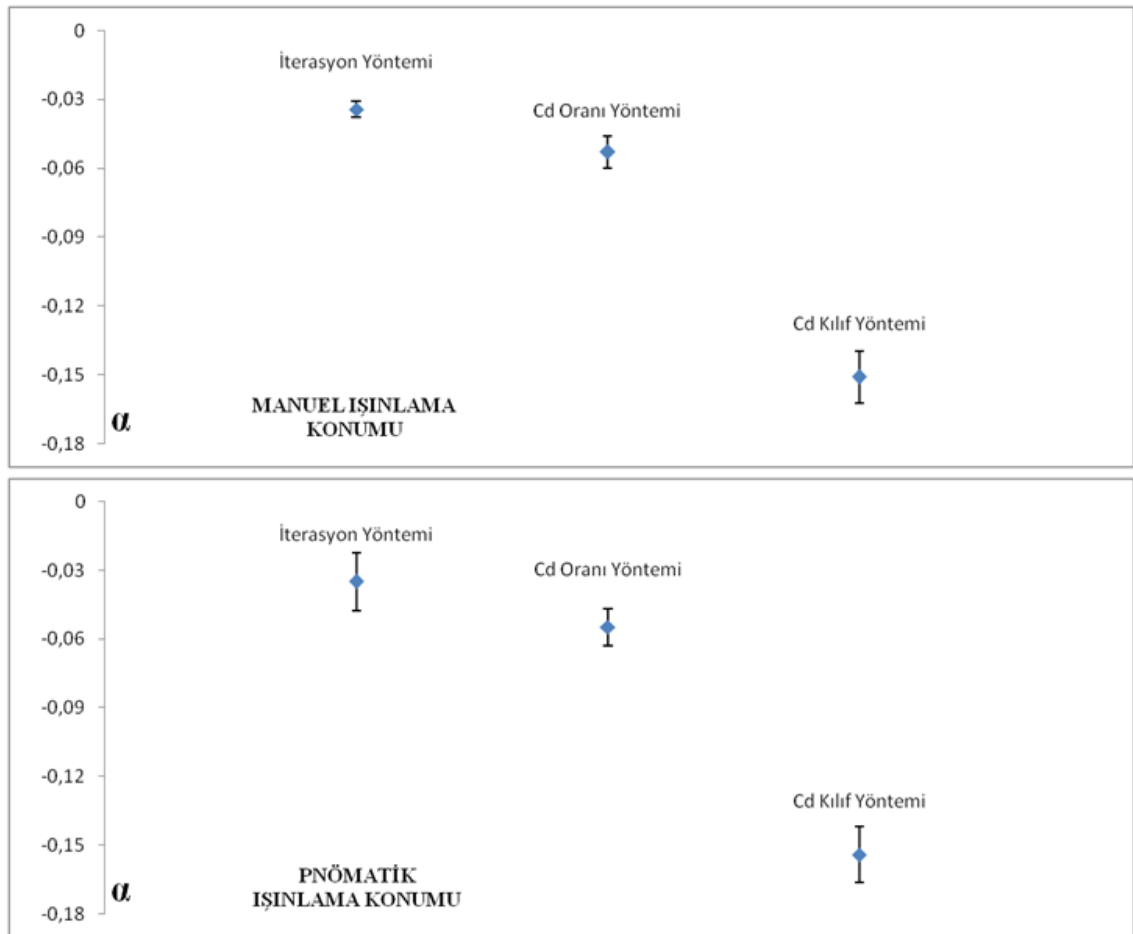 0
-0,03
-0,06
-0,09
-0,12
-0,15
-0,18
İterasyon Yöntemi
Cd Oranı Yöntemi
Cd Kılıf Yöntemi
α
MANUEL IŞINLAMA
KONUMU
0
-0,03
-0,06
-0,09
-0,12
-0,15
-0,18
İterasyon Yöntemi
Cd Oranı Yöntemi
Cd Kılıf Yöntemi
α
PNÖMATİK
IŞINLAMA KONUMU